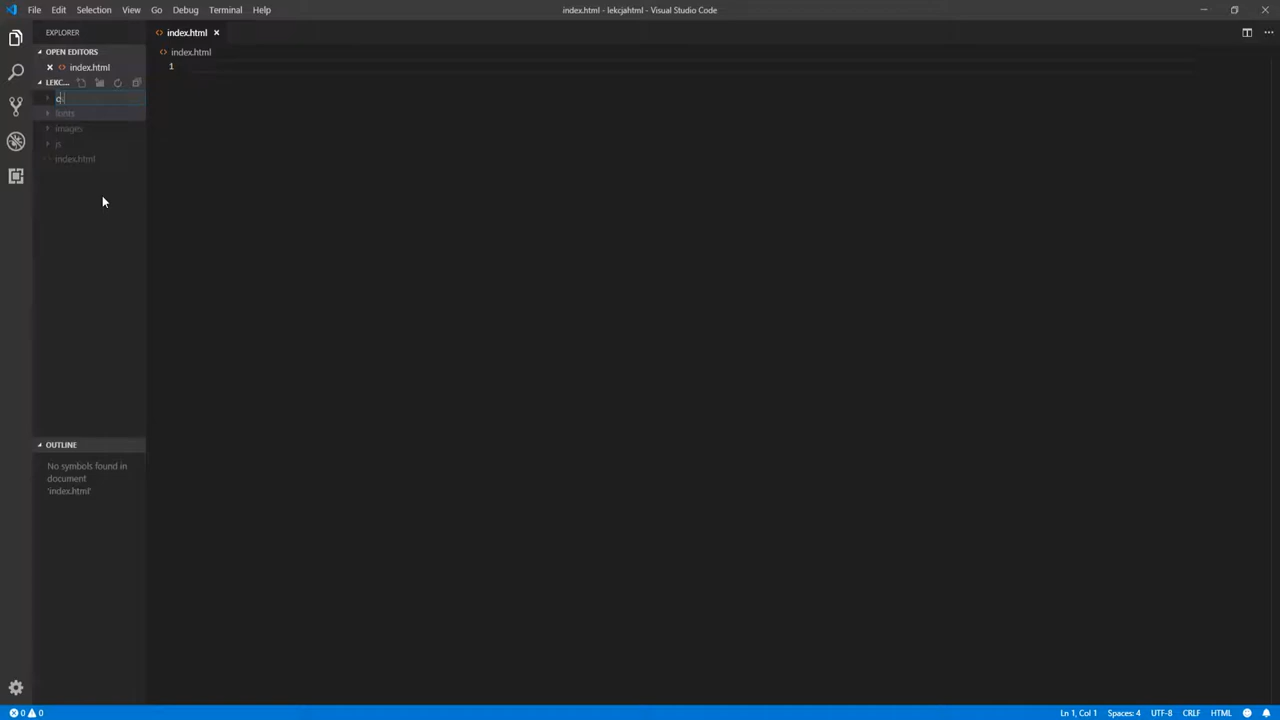 File Edit Selection View Go Debug Terminal Help
index.html - lekcjahtml - Visual Studio Code
EXPLORER
index.html
OPEN EDITORS
index.html
index.html
LEKC...
1
c
fonts
images
js
index.html
OUTLINE
No symbols found in
document
'index.html'
0 0
Ln 1, Col 1 Spaces: 4 UTF-8 CRLF HTML